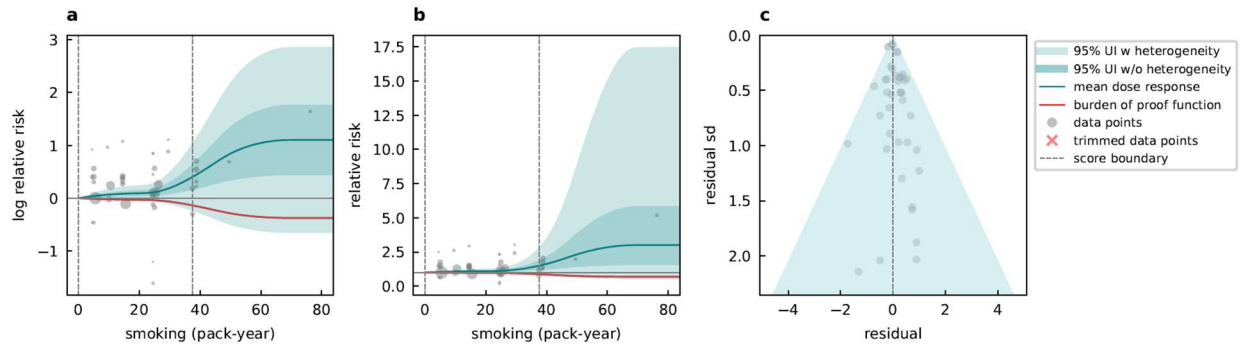 a
3
2
1
0
−1
log relative risk
0
20
40
60
80
smoking (pack-year)
b
17.5
15.0
12.5
10.0
7.5
5.0
2.5
0.0
relative risk
0
20
40
60
80
smoking (pack-year)
c
0.0
0.5
1.0
1.5
2.0
residual sd
−4
−2
0
2
4
residual
95% UI w heterogeneity
95% UI w/o heterogeneity
mean dose response
burden of proof function
data points
trimmed data points
score boundary